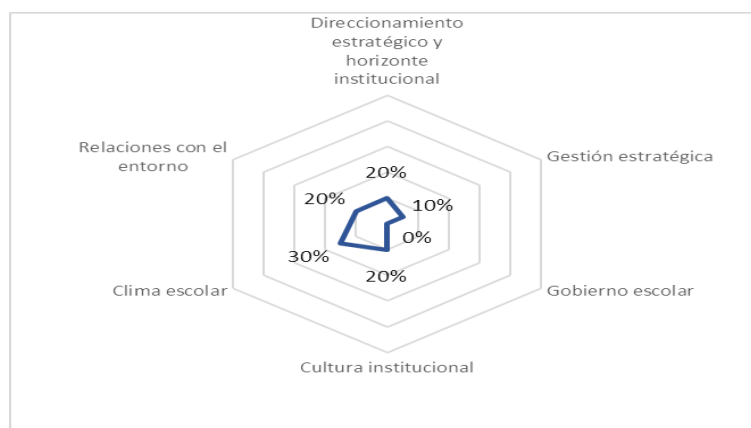 Direccionamiento
estratégico y
horizonte
institucional
Relaciones con el
entorno
Gestión estratégica
20%
20%
10%
0%
30%
20%
Clima escolar
Gobierno escolar
Cultura institucional